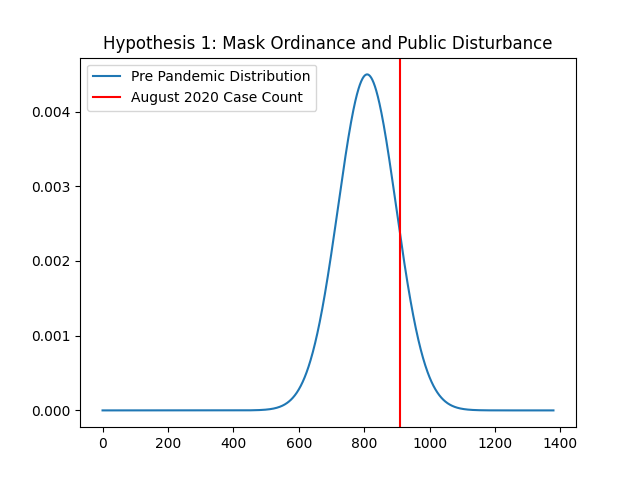 Hypothesis 1: Mask Ordinance and Public Disturbance
Pre Pandemic Distribution
August 2020 Case Count
0.004
0.003
0.002
0.001
0.000
0 200 400 600 800 1000 1200 1400